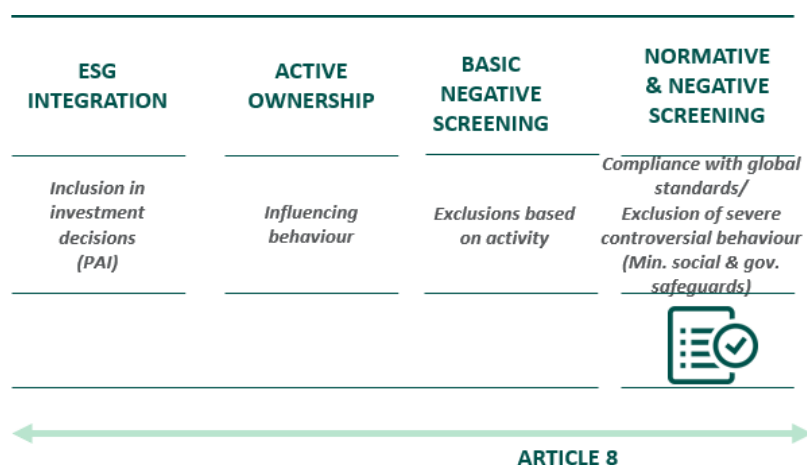 ESG
INTEGRATION
ACTIVE
OWNERSHIP
BASIC
NEGATIVE
SCREENING
NORMATIVE
& NEGATIVE
SCREENING
Inclusion in
investment
decisions
(PAI)
Influencing
behaviour
Exclusions based
on activity
Compliance with global
standards/
Exclusion of severe
controversial behaviour
(Min. social & gov.
safeguards)
ARTICLE 8